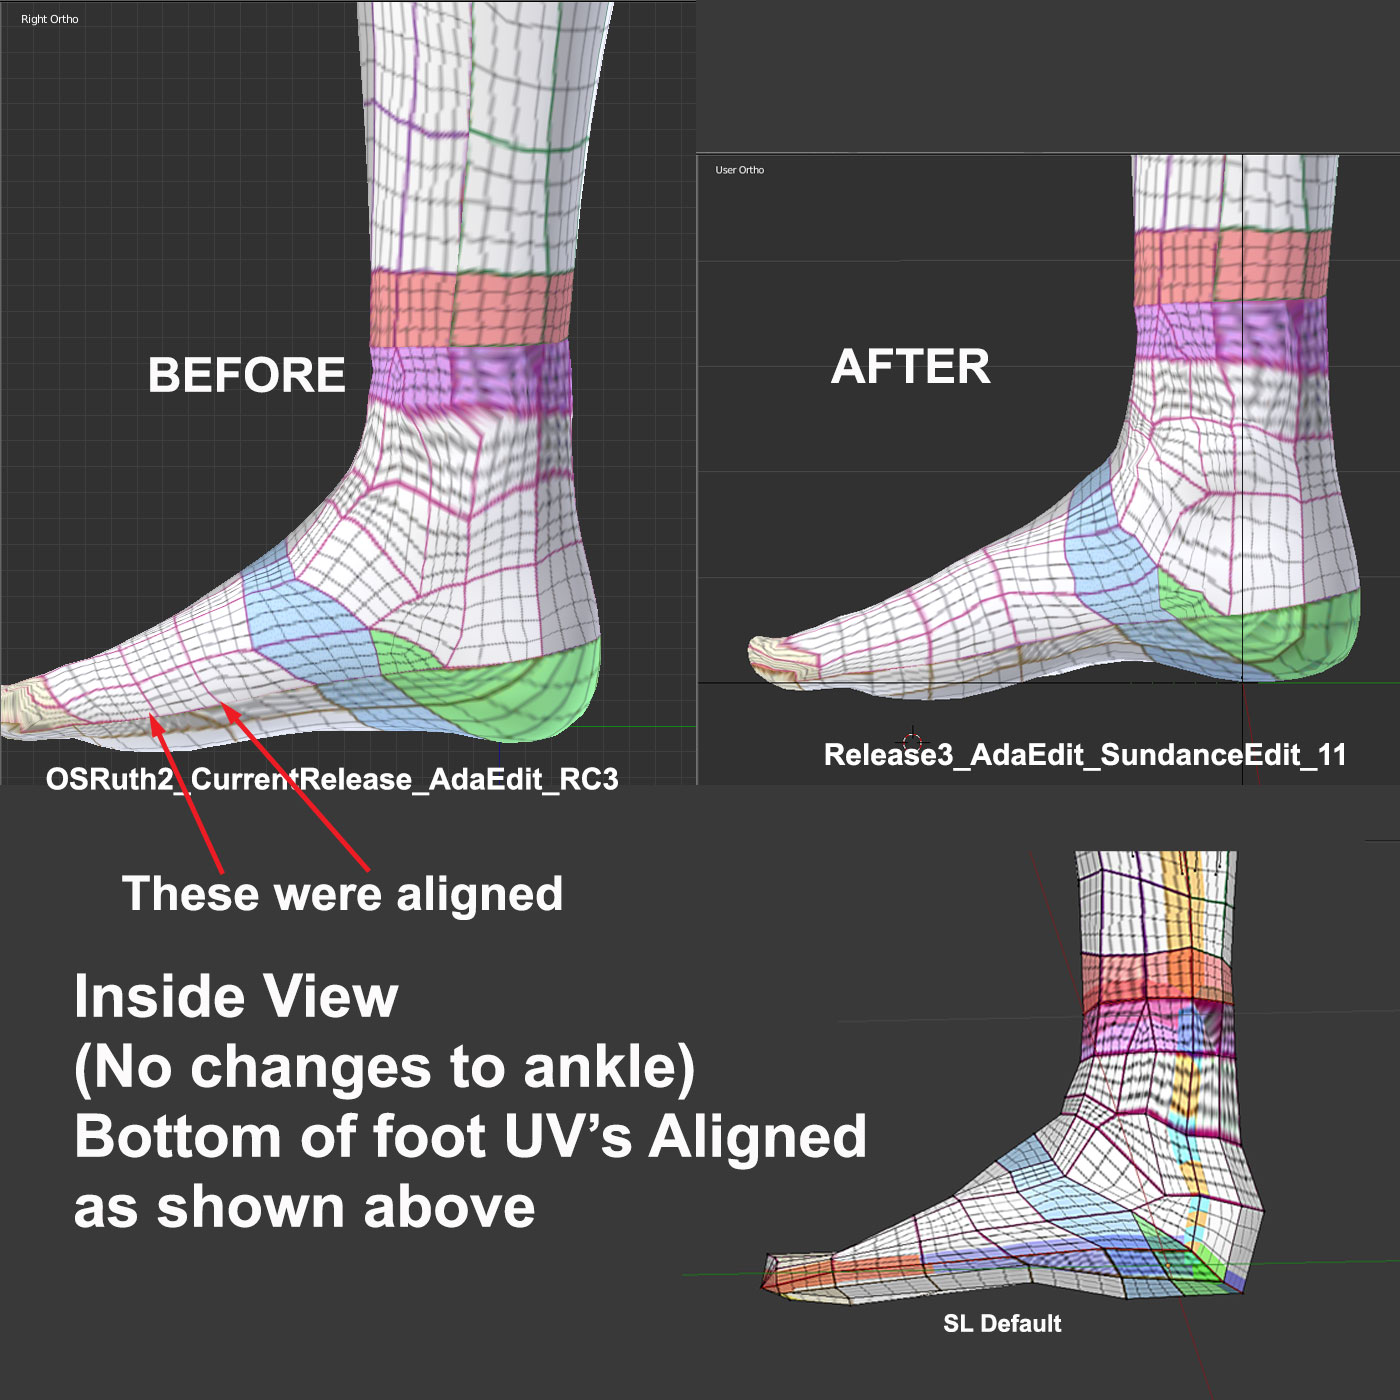 Right Ortho
User Ortho
BEFORE
AFTER
OSRuth2_CurrentRelease_AdaEdit_RC3
Release3_AdaEdit_SundanceEdit_11
These were aligned
Inside View
(No changes to ankle)
Bottom of foot UV’s Aligned
as shown above
SL Default